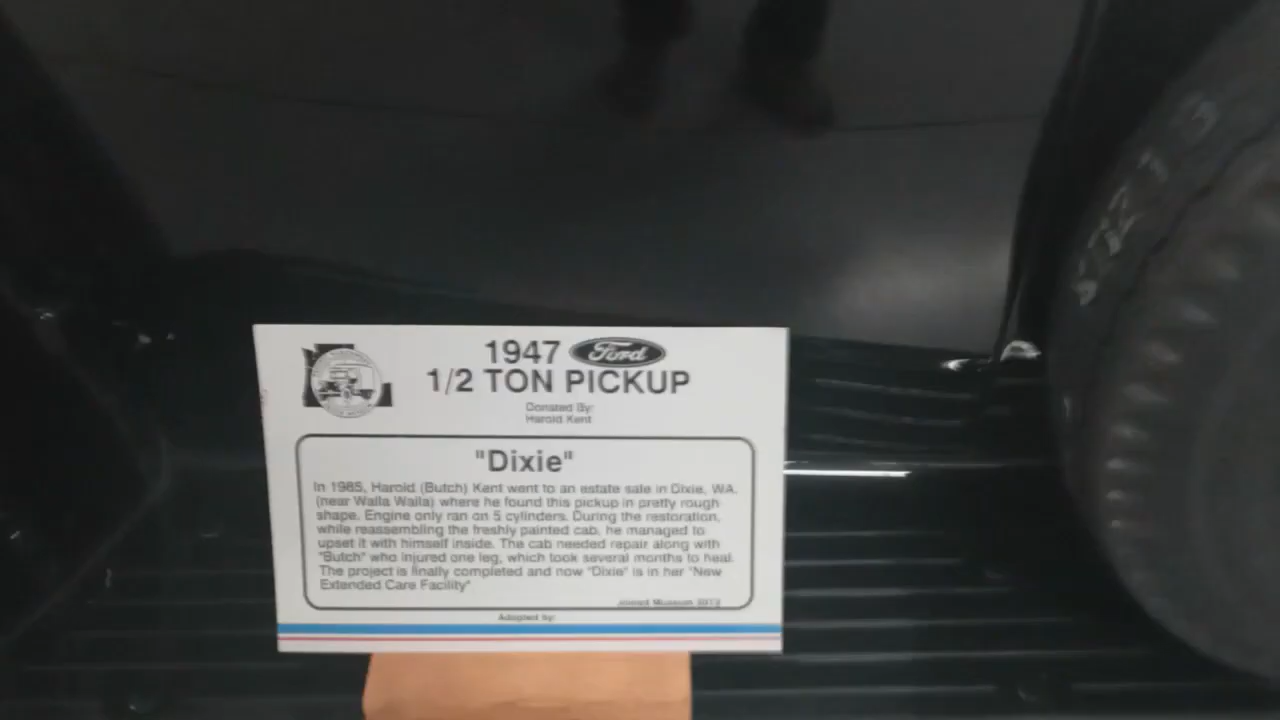 1947 Ford
1/2 TON PICKUP
Donated By:
Harold Kent
"Dixie"
In 1985, Harold (Butch) Kent went to an estate sale in Dixie, WA.
(near Walla Walla) where he found this pickup in pretty rough
shape. Engine only ran on 5 cylinders. During the restoration,
while reassembling the freshly painted cab, he managed to
upset it with himself inside. The cab needed repair along with
"Butch" who injured one leg, which took several months to heal.
The project is finally completed and now "Dixie" is in her "New
Extended Care Facility"
Joined Museum
Adopted by: